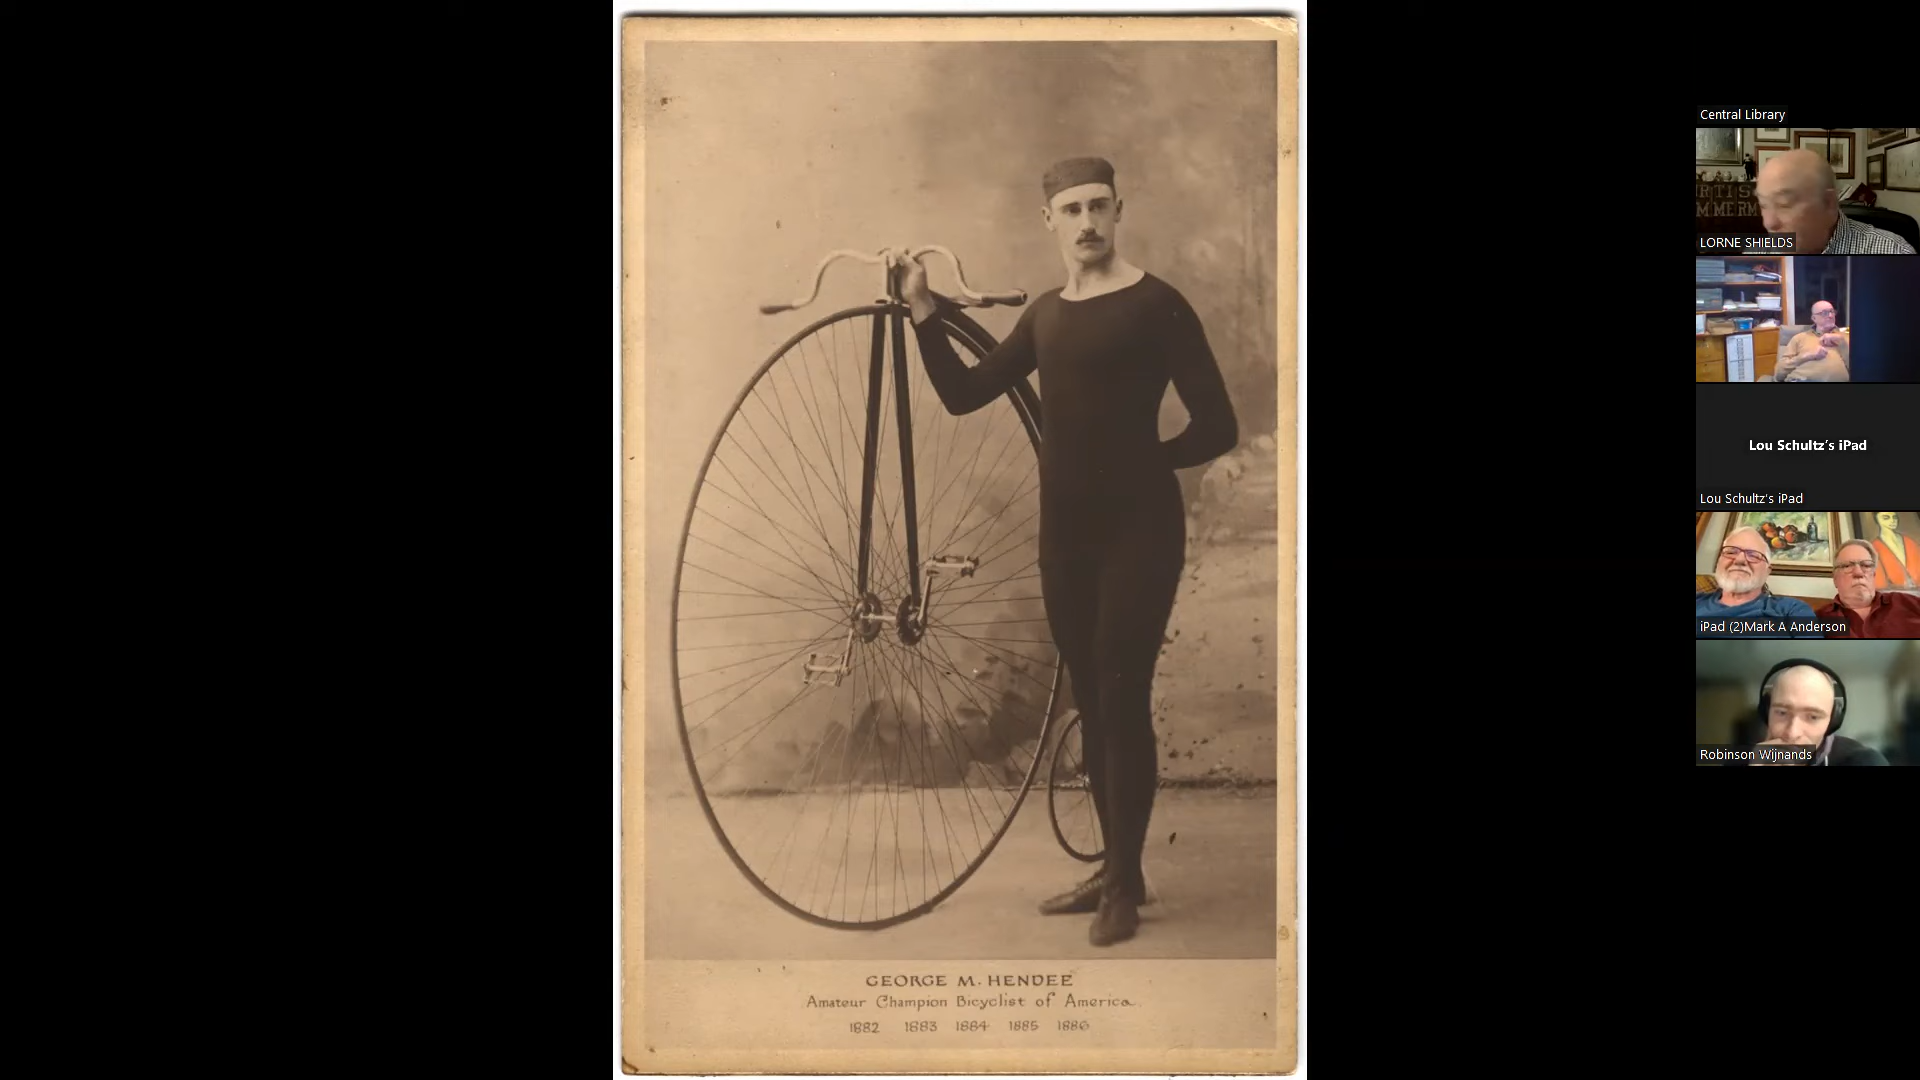 GEORGE M. HENDEE
Amateur Champion Bicyclist of America
1882 1883 1884 1885 1886
Central Library
LORNE SHIELDS
Lou Schultz's iPad
Lou Schultz's iPad
iPad (2)Mark A Anderson
Robinson Wijnands